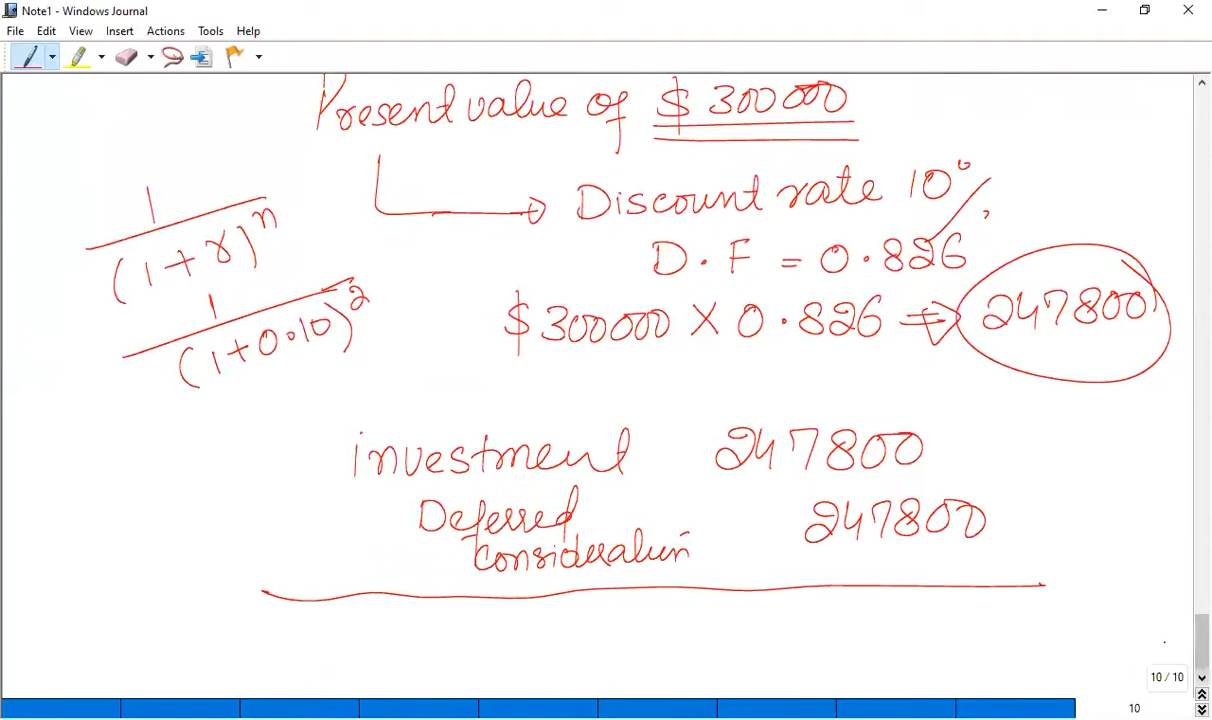 Note1 - Windows Journal
File Edit View Insert Actions Tools Help
Present value of $ 300000
Discount rate 10%
D.F = 0.826
$300000 X 0.826 ⇒ 247800
1
(1+r)^n
1
(1+0.10)^2
investment 247800
Deferred 247800
consideration
10 / 10
10